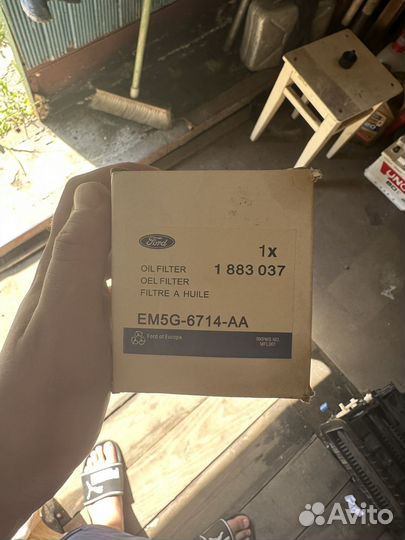 Ford
1x
OIL FILTER 1 883 037
OEL FILTER
FILTRE A HUILE
EM5G-6714-AA
Ford of Europe
Avito